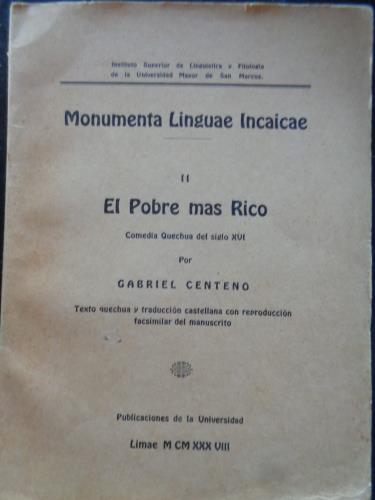 Instituto Superior de Linguistica y Filologia
de la Universidad Mayor de San Marcos.
Monumenta Linguae Incaicae
II
El Pobre mas Rico
Comedia Quechua del siglo XVI
Por
GABRIEL CENTENO
Texto quechua y traducción castellana con reproducción
facsimilar del manuscrito
Publicaciones de la Universidad
Limae M CM XXX VIII